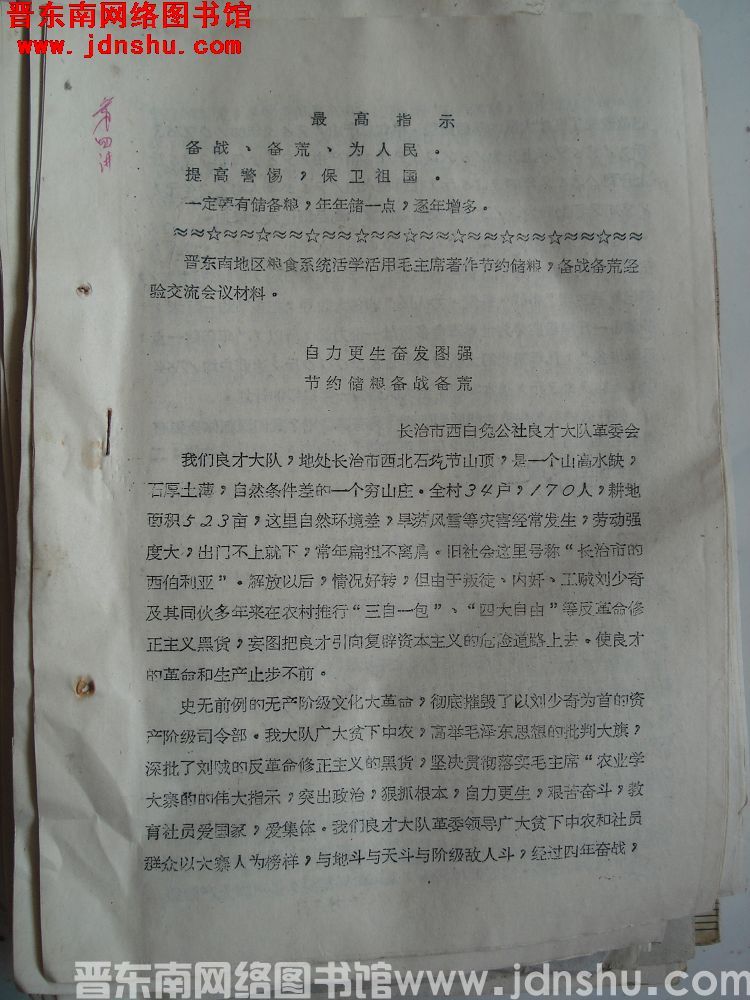 晋东南网络图书馆
www.jdnshu.com
第四讲
最高指示
备战、备荒、为人民。
提高警惕,保卫祖国。
一定要有储备粮,年年储一点,逐年增多。
≈≈☆≈≈☆≈≈☆≈≈☆≈≈☆≈≈☆≈≈☆≈≈☆≈≈☆≈≈☆≈≈☆≈≈
晋东南地区粮食系统活学活用毛主席著作节约储粮,备战备荒经
验交流会议材料。
自力更生奋发图强
节约储粮备战备荒
长治市西白兔公社良才大队革委会
我们良才大队,地处长治市西北石圪节山顶,是一个山高水缺,
石厚土薄,自然条件差的一个穷山庄。全村34户,170人,耕地
面积523亩,这里自然环境差,旱涝风雹等灾害经常发生,劳动强
度大,出门不上就下,常年扁担不离肩。旧社会这里号称“长治市的
西伯利亚”。解放以后,情况好转,但由于叛徒、内奸、工贼刘少奇
及其同伙多年来在农村推行“三自一包”、“四大自由”等反革命修
正主义黑货,妄图把良才引向复辟资本主义的危险道路上去。使良才
的革命和生产止步不前。
史无前例的无产阶级文化大革命,彻底摧毁了以刘少奇为首的资
产阶级司令部。我大队广大贫下中农,高举毛泽东思想的批判大旗,
深批了刘贼的反革命修正主义的黑货,坚决贯彻落实毛主席“农业学
大寨的的伟大指示,突出政治,狠抓根本,自力更生,艰苦奋斗,教
育社员爱国家,爱集体。我们良才大队革委领导广大贫下中农和社员
群众以大寨人为榜样,与地斗与天斗与阶级敌人斗,经过四年奋战,
晋东南网络图书馆www.jdnshu.com